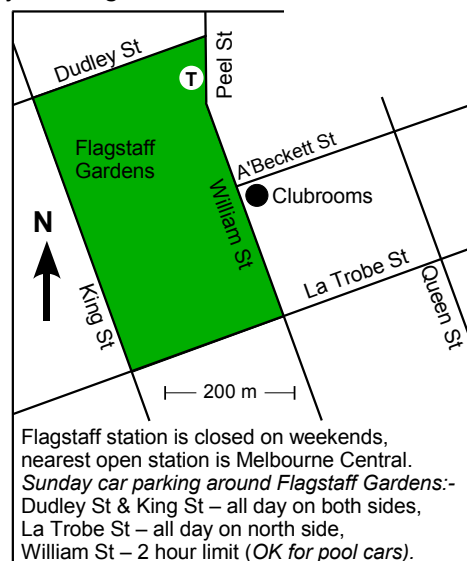 Dudley St
Peel St
T
Flagstaff
Gardens
A'Beckett St
William St
Clubrooms
N
King St
La Trobe St
Queen St
200 m
Flagstaff station is closed on weekends,
nearest open station is Melbourne Central.
Sunday car parking around Flagstaff Gardens:-
Dudley St & King St – all day on both sides,
La Trobe St – all day on north side,
William St – 2 hour limit (OK for pool cars).